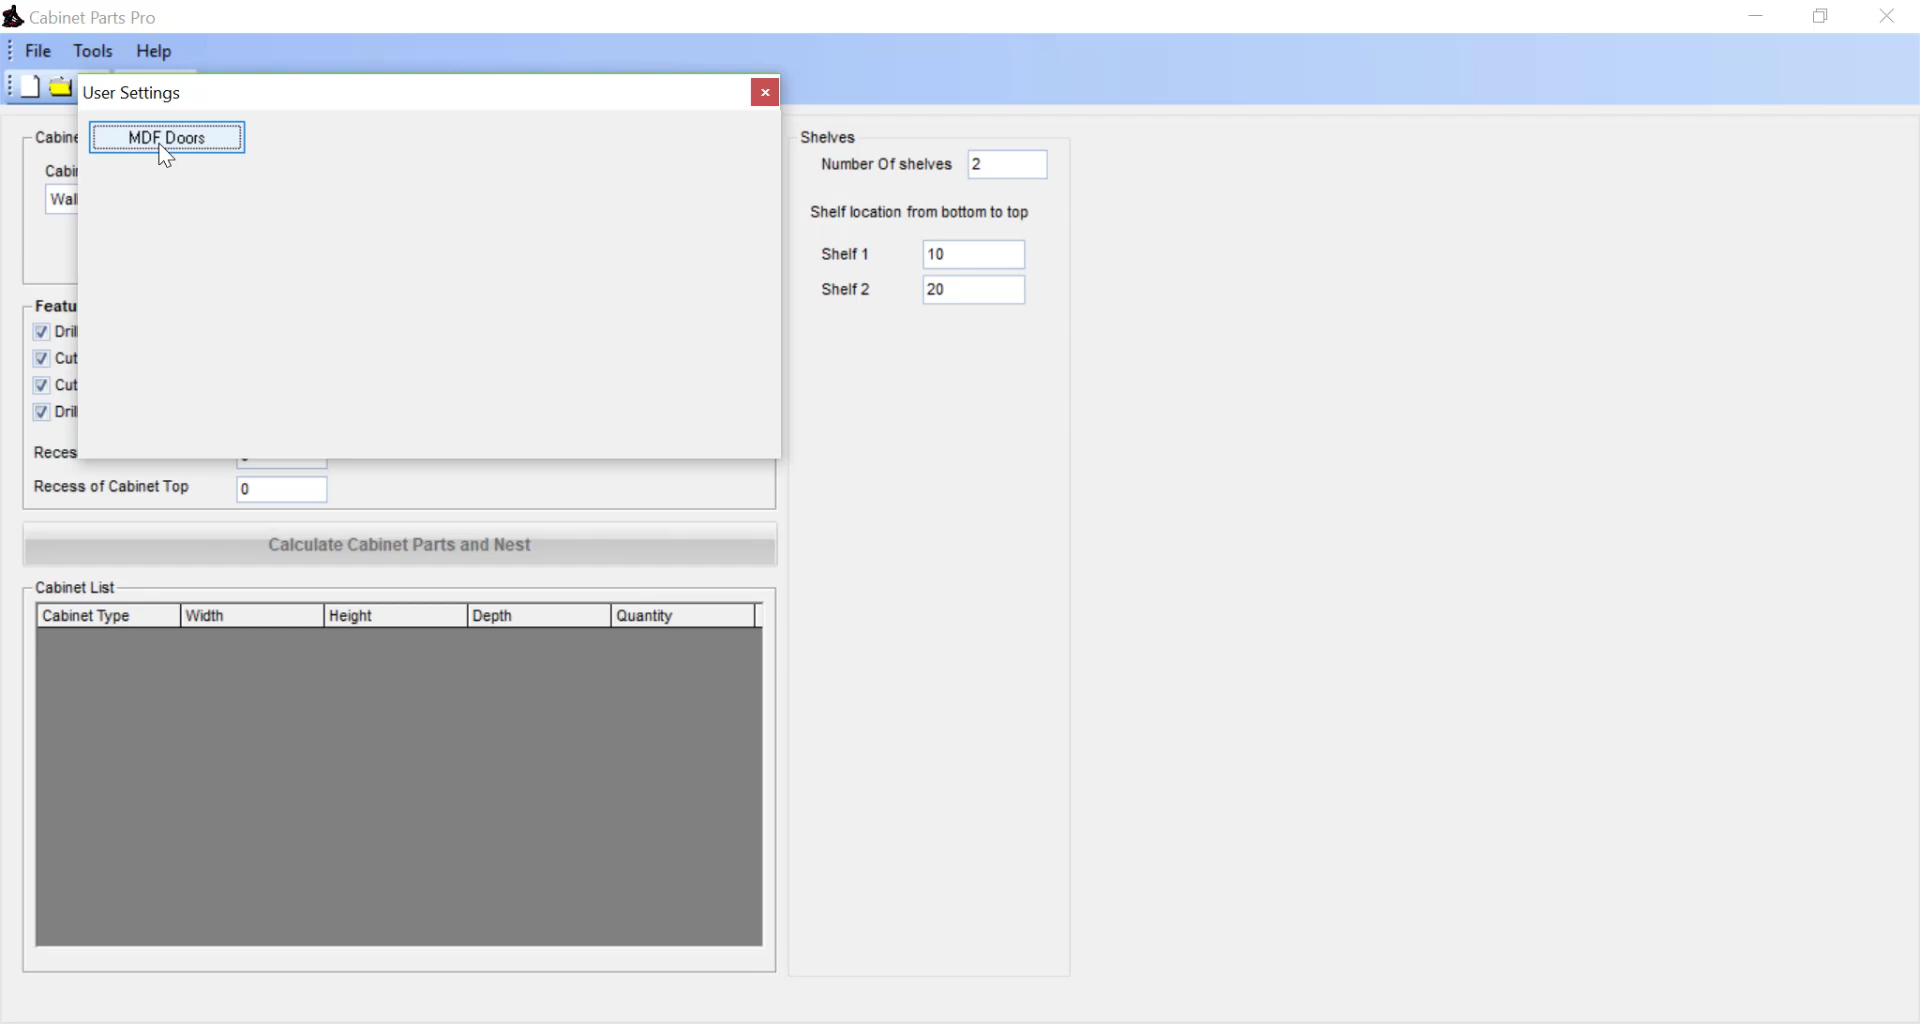 Cabinet Parts Pro
File Tools Help
User Settings
MDF Doors
Shelves
Number Of shelves 2
Shelf location from bottom to top
Shelf 1 10
Shelf 2 20
Recess of Cabinet Top 0
Calculate Cabinet Parts and Nest
Cabinet List
Cabinet Type Width Height Depth Quantity